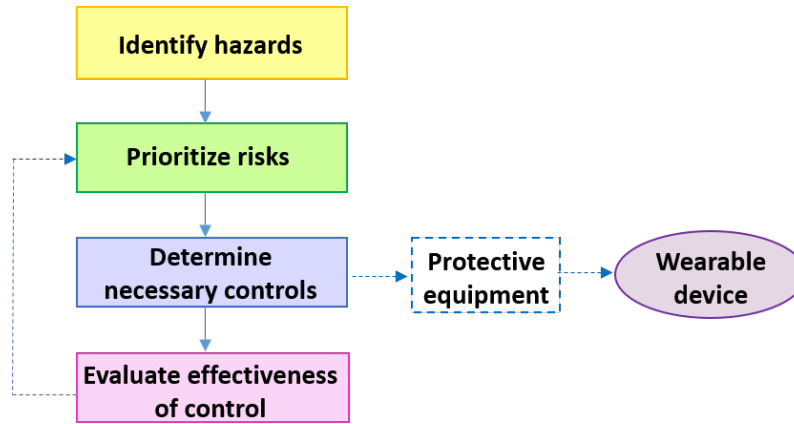 Identify hazards
Prioritize risks
Determine
necessary controls
Protective
equipment
Wearable
device
Evaluate effectiveness
of control